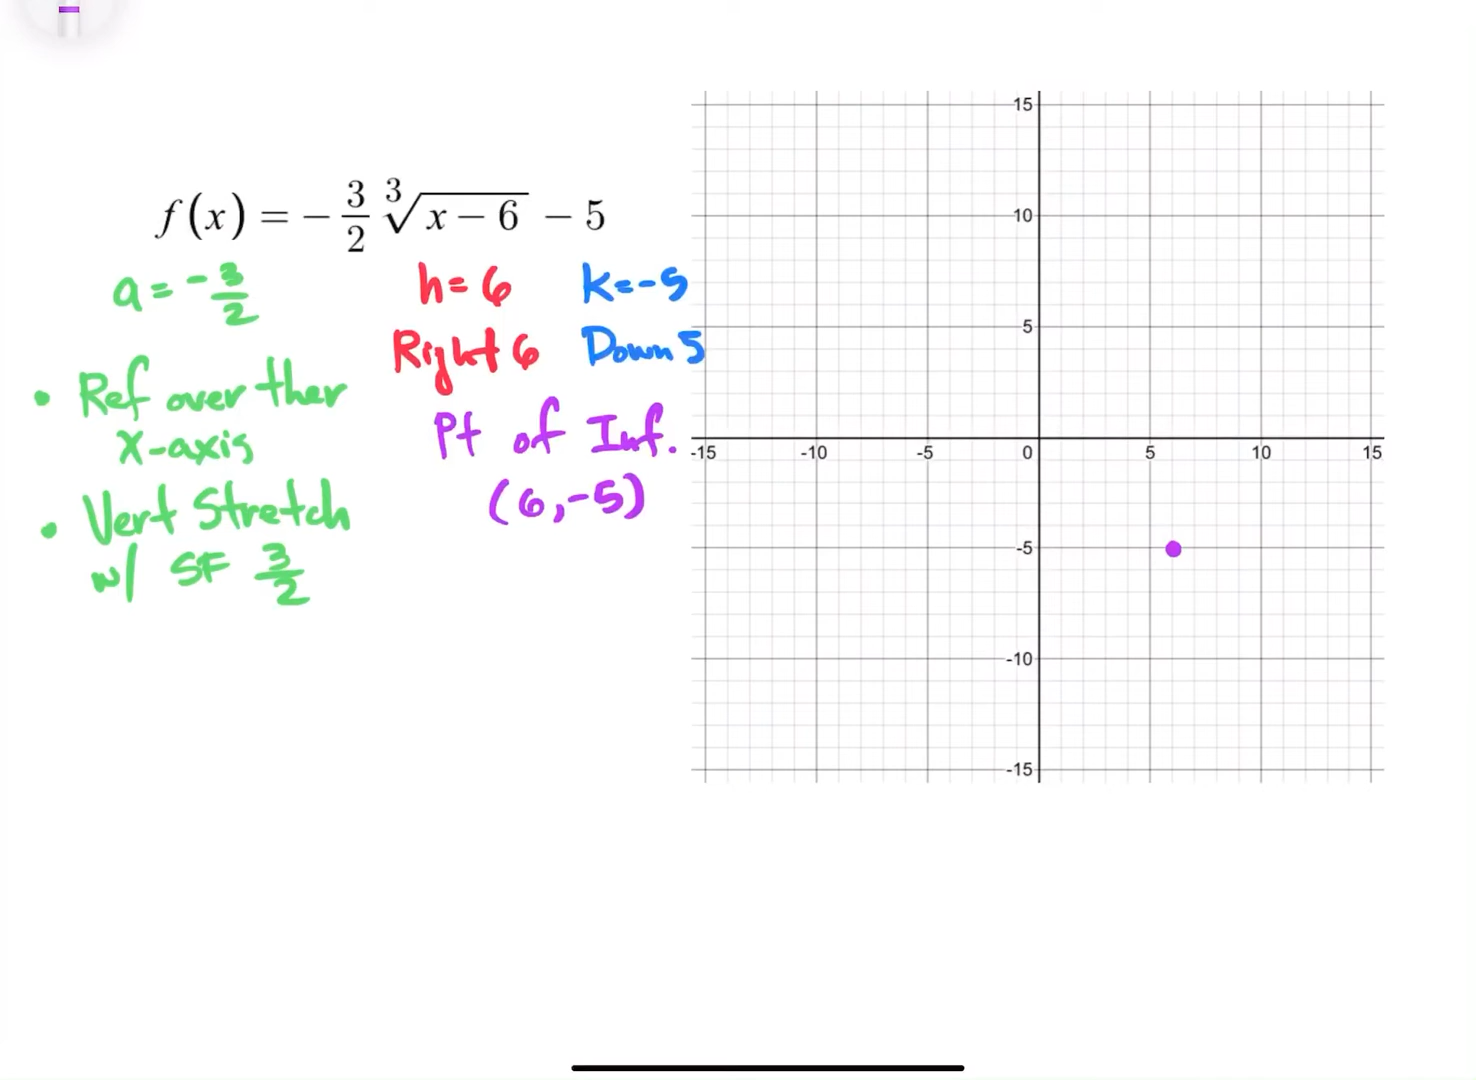 f(x) = - 3/2 ∛(x - 6) - 5
a = - 3/2
h = 6
k = -5
Right 6
Down 5
• Ref over ther
x-axis
• Vert Stretch
w/ SF 3/2
Pt of Inf.
(6, -5)
15
10
5
-15 -10 -5 0 5 10 15
-5
-10
-15